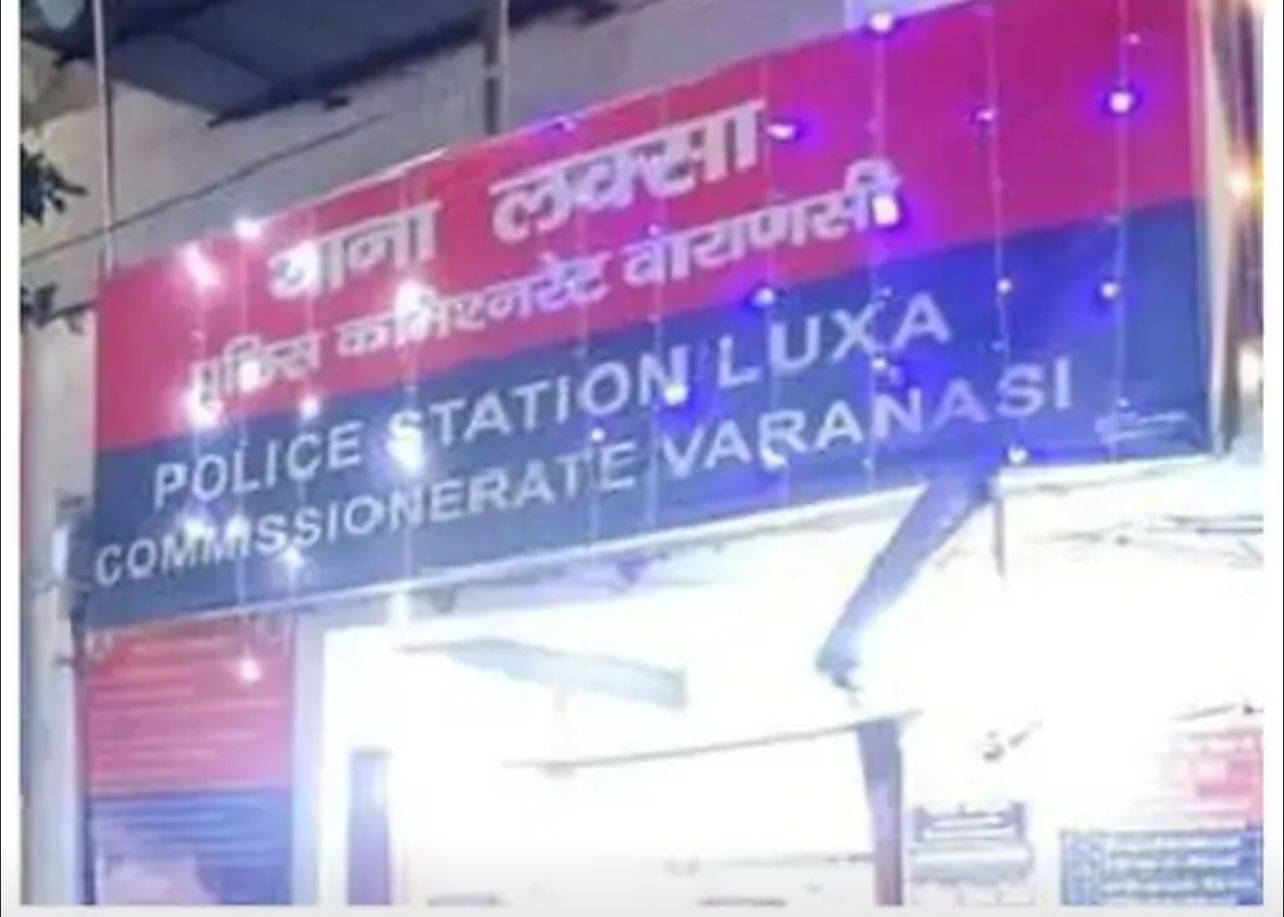 थाना लक्सा
पुलिस कमिश्नरेट वाराणसी
POLICE STATION LUXA
COMMISSIONERATE VARANASI